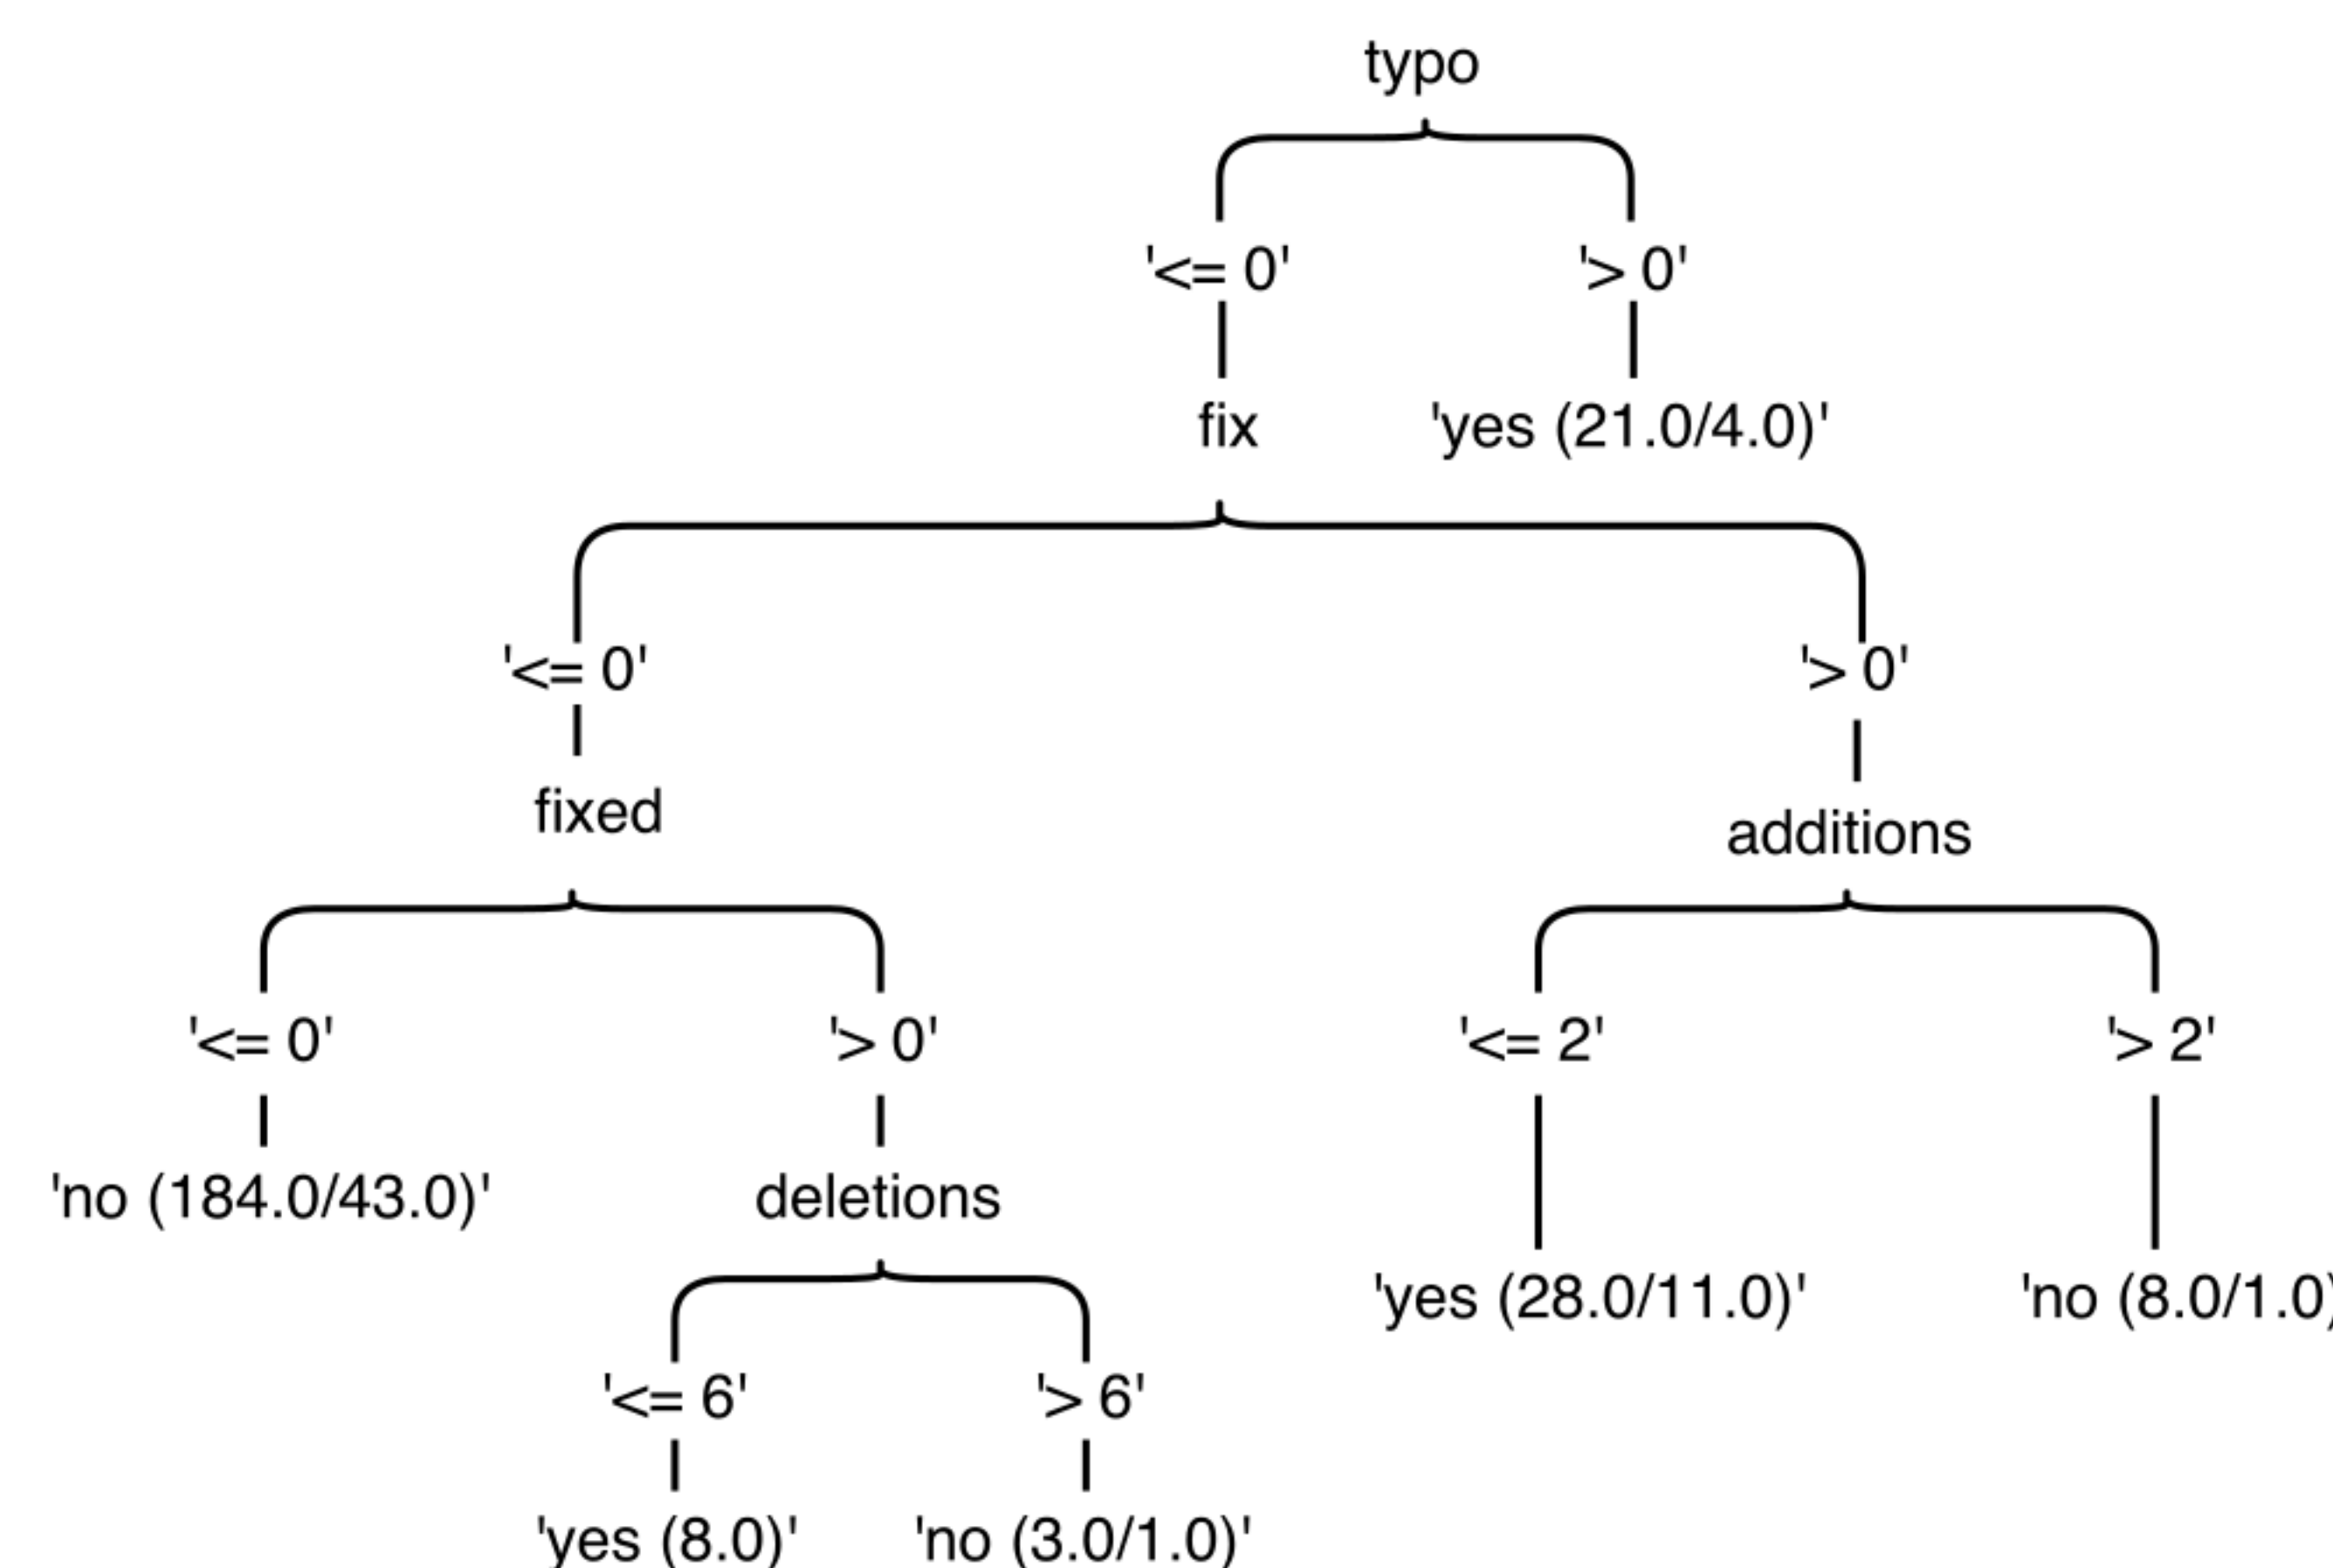 typo
'<= 0' '> 0'
fix 'yes (21.0/4.0)'
'<= 0' '> 0'
fixed additions
'<= 0' '> 0' '<= 2' '> 2'
'no (184.0/43.0)' deletions
'yes (28.0/11.0)' 'no (8.0/1.0)
'<= 6' '> 6'
'yes (8.0)' 'no (3.0/1.0)'